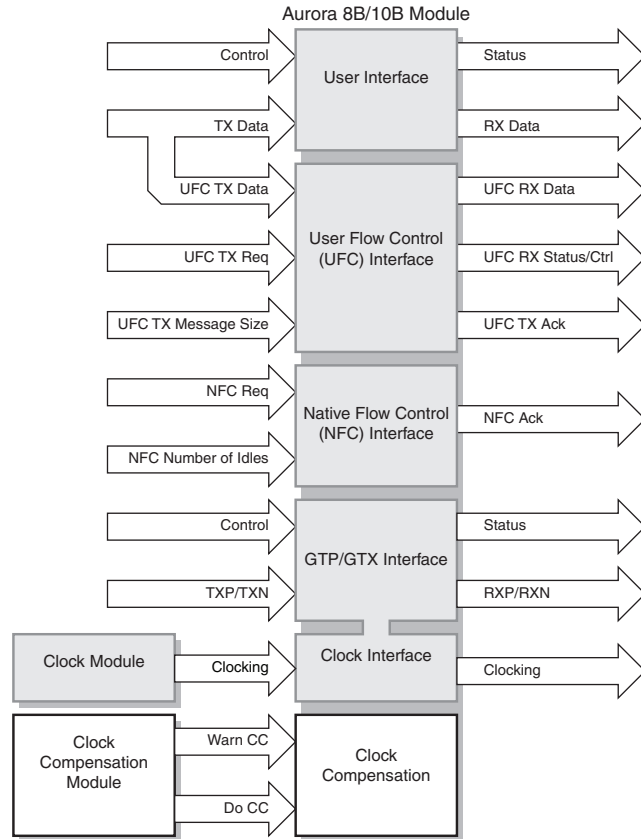 Aurora 8B/10B Module
Control
User Interface
Status
TX Data
RX Data
UFC TX Data
UFC RX Data
UFC TX Req
User Flow Control
(UFC) Interface
UFC RX Status/Ctrl
UFC TX Message Size
UFC TX Ack
NFC Req
Native Flow Control
(NFC) Interface
NFC Ack
NFC Number of Idles
Control
Status
GTP/GTX Interface
TXP/TXN
RXP/RXN
Clock Module
Clocking
Clock Interface
Clocking
Clock
Compensation
Module
Warn CC
Do CC
Clock
Compensation